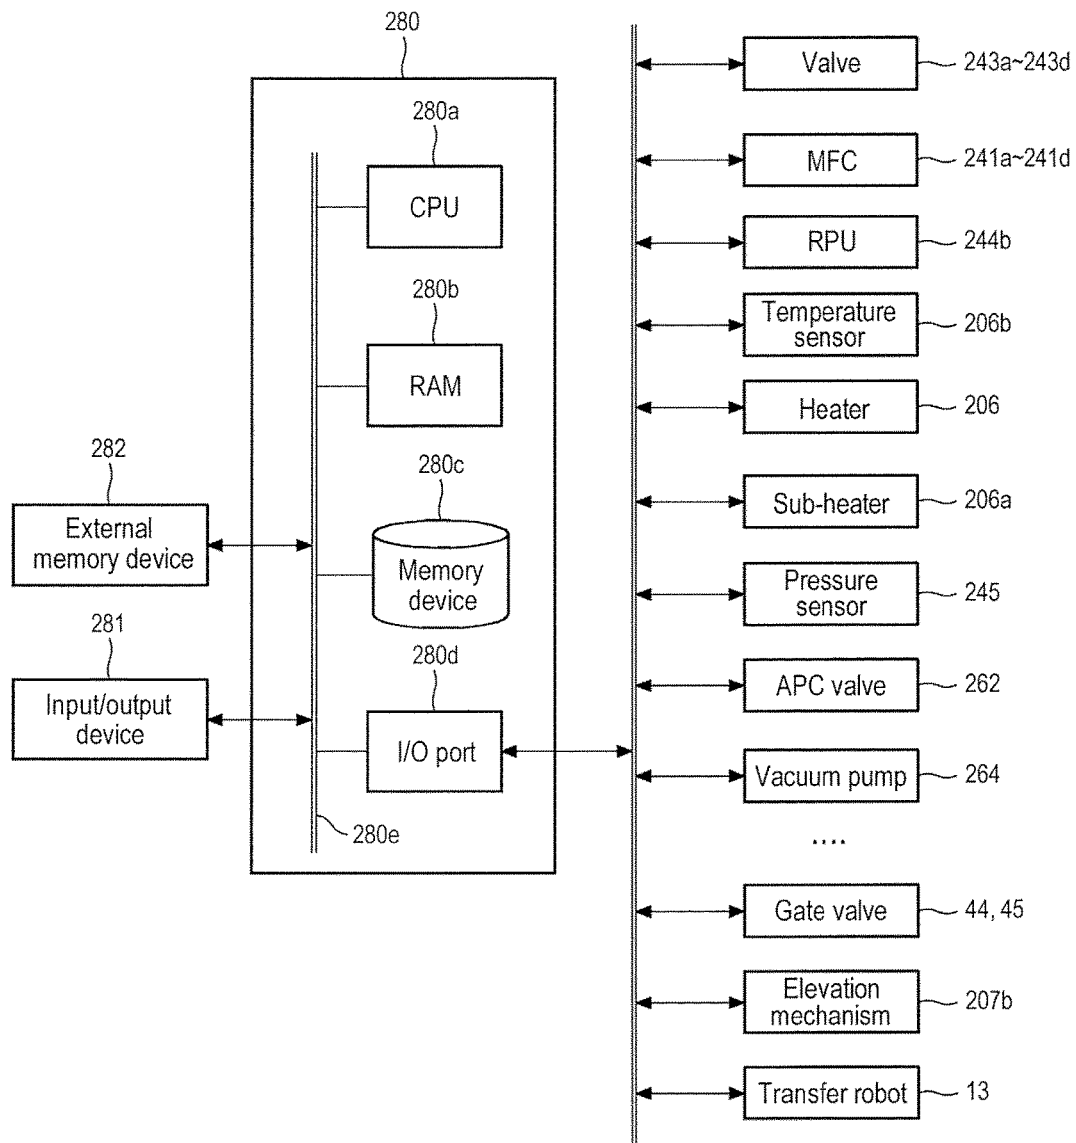 280
280a
CPU
280b
RAM
282
External
memory device
280c
Memory
device
281
Input/output
device
280d
I/O port
280e
Valve
243a~243d
MFC
241a~241d
RPU
244b
Temperature
sensor
206b
Heater
206
Sub-heater
206a
Pressure
sensor
245
APC valve
262
Vacuum pump
264
....
Gate valve
44, 45
Elevation
mechanism
207b
Transfer robot
13